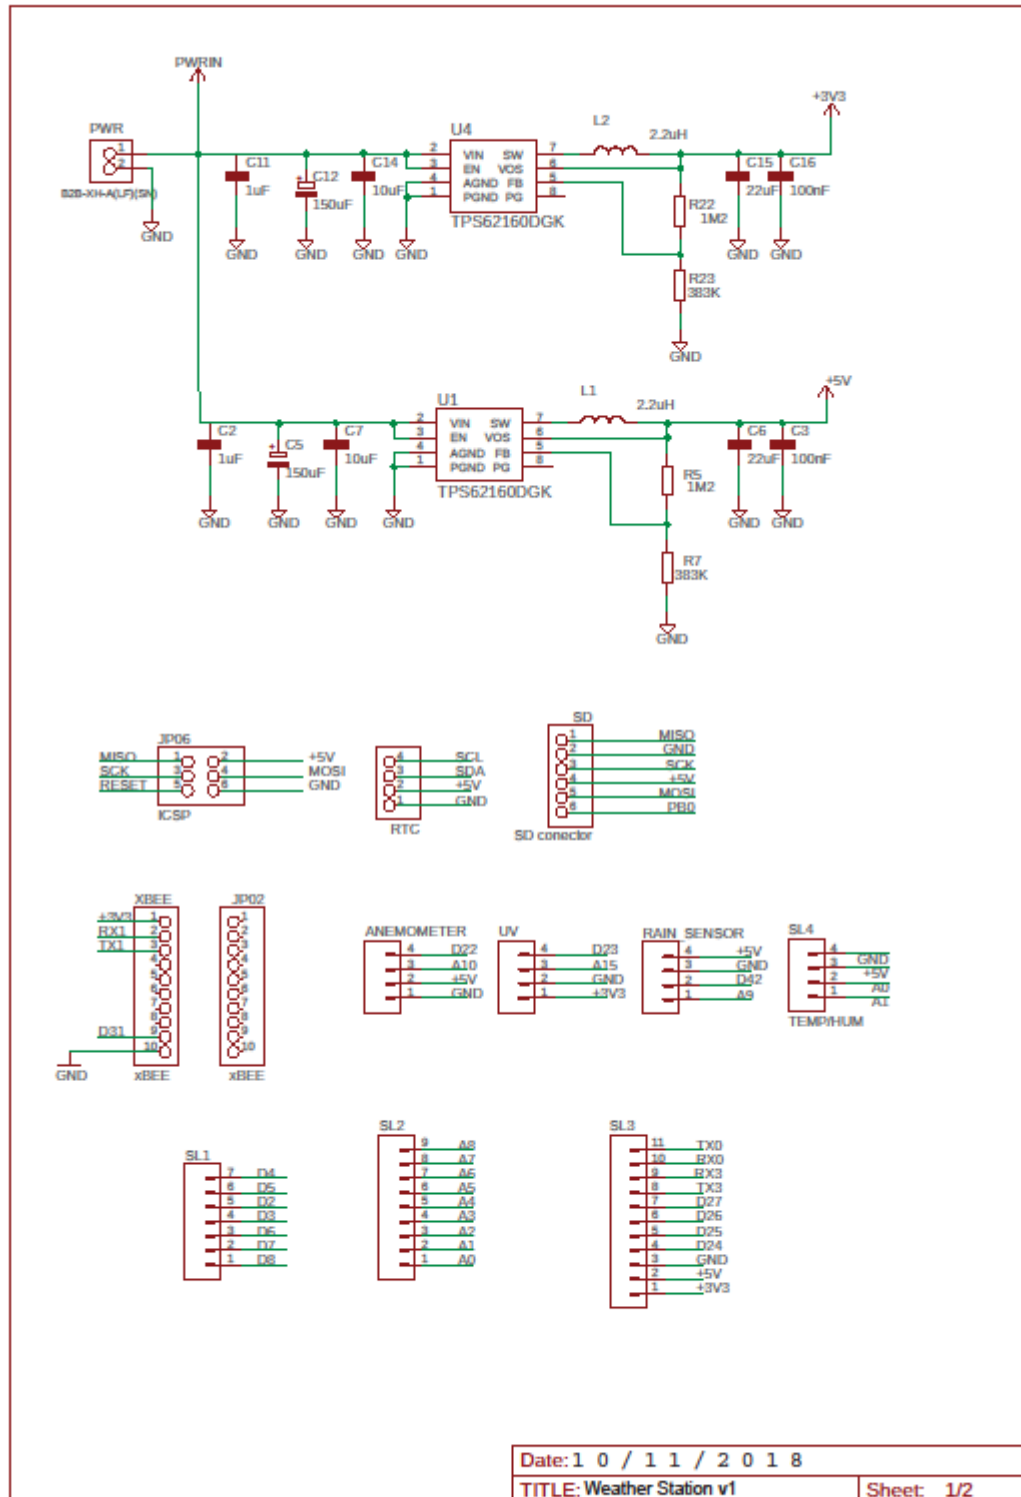 PWRIN
+3V3
PWR
1
2
B2B-XH-A(LF)(SN)
GND
C11
1uF
GND
C12
150uF
GND
C14
10uF
GND
GND
U4
2 VIN SW 7
3 EN VOS 6
4 AGND FB 5
1 PGND PG 8
TPS62160DGK
L2
2.2uH
R22
1M2
R23
383K
GND
C15
22uF
GND
C16
100nF
GND
+5V
C2
1uF
GND
C5
150uF
GND
C7
10uF
GND
GND
U1
2 VIN SW 7
3 EN VOS 6
4 AGND FB 5
1 PGND PG 8
TPS62160DGK
L1
2.2uH
R5
1M2
R7
383K
GND
C6
22uF
GND
C3
100nF
GND
JP06
MISO 1 2 +5V
SCK 3 4 MOSI
RESET 5 6 GND
ICSP
4 SCL
3 SDA
2 +5V
1 GND
RTC
SD
1 MISO
2 GND
3 SCK
4 +5V
5 MOSI
6 PB0
SD conector
XBEE
+3V3 1
RX1 2
TX1 3
4
5
6
7
8
D31 9
GND 10
xBEE
JP02
1
2
3
4
5
6
7
8
9
10
xBEE
ANEMOMETER
4 D22
3 A10
2 +5V
1 GND
UV
4 D23
3 A15
2 GND
1 +3V3
RAIN_SENSOR
4 +5V
3 GND
2 D42
1 A9
SL4
4 GND
3 +5V
2 A0
1 A1
TEMP/HUM
SL1
7 D4
6 D5
5 D2
4 D3
3 D6
2 D7
1 D8
SL2
9 A8
8 A7
7 A6
6 A5
5 A4
4 A3
3 A2
2 A1
1 A0
SL3
11 TX0
10 RX0
9 RX3
8 TX3
7 D27
6 D26
5 D25
4 D24
3 GND
2 +5V
1 +3V3
Date: 10/11/2018
TITLE: Weather Station v1
Sheet: 1/2